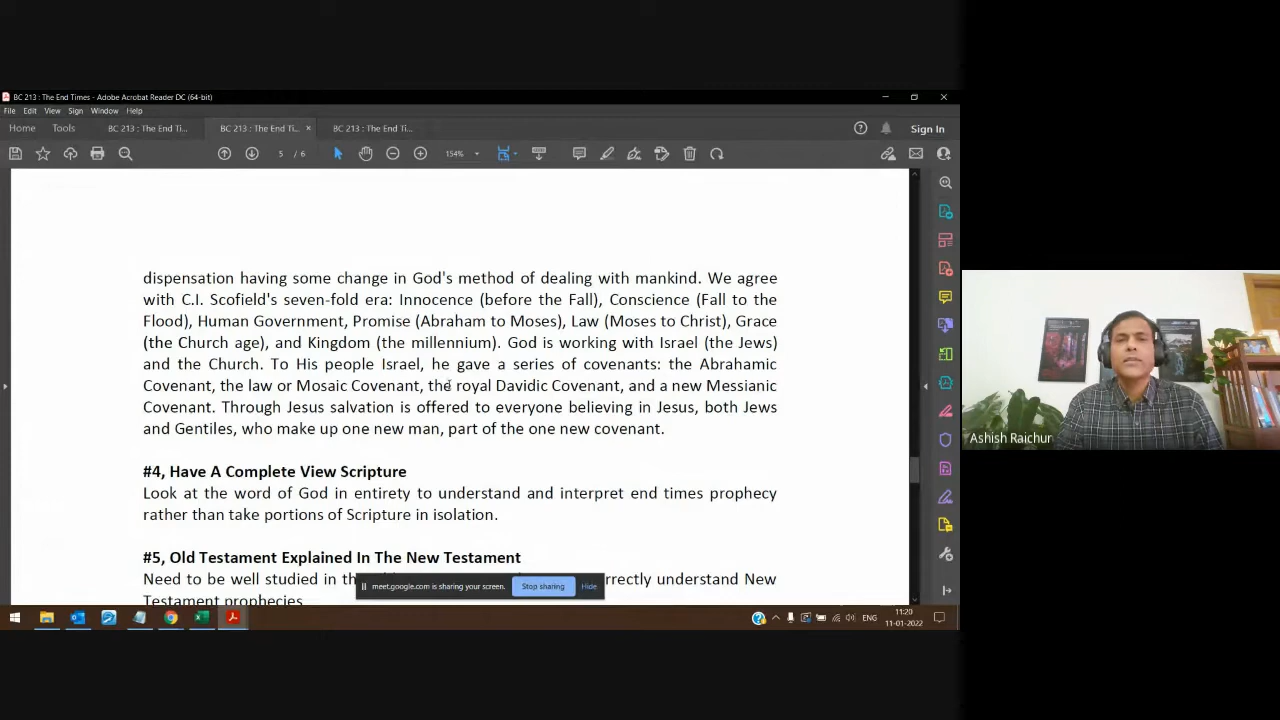 BC 213 : The End Times - Adobe Acrobat Reader DC (64-bit)
File Edit View Sign Window Help
Home Tools BC 213 : The End Ti... BC 213 : The End Ti... × BC 213 : The End Ti... Sign In
5 / 6 154%
dispensation having some change in God's method of dealing with mankind. We agree
with C.I. Scofield's seven-fold era: Innocence (before the Fall), Conscience (Fall to the
Flood), Human Government, Promise (Abraham to Moses), Law (Moses to Christ), Grace
(the Church age), and Kingdom (the millennium). God is working with Israel (the Jews)
and the Church. To His people Israel, he gave a series of covenants: the Abrahamic
Covenant, the law or Mosaic Covenant, the royal Davidic Covenant, and a new Messianic
Covenant. Through Jesus salvation is offered to everyone believing in Jesus, both Jews
and Gentiles, who make up one new man, part of the one new covenant.
#4, Have A Complete View Scripture
Look at the word of God in entirety to understand and interpret end times prophecy
rather than take portions of Scripture in isolation.
#5, Old Testament Explained In The New Testament
Need to be well studied in the rrectly understand New
Testament prophecies
meet.google.com is sharing your screen. Stop sharing Hide
ENG 11:20
11-01-2022
Ashish Raichur